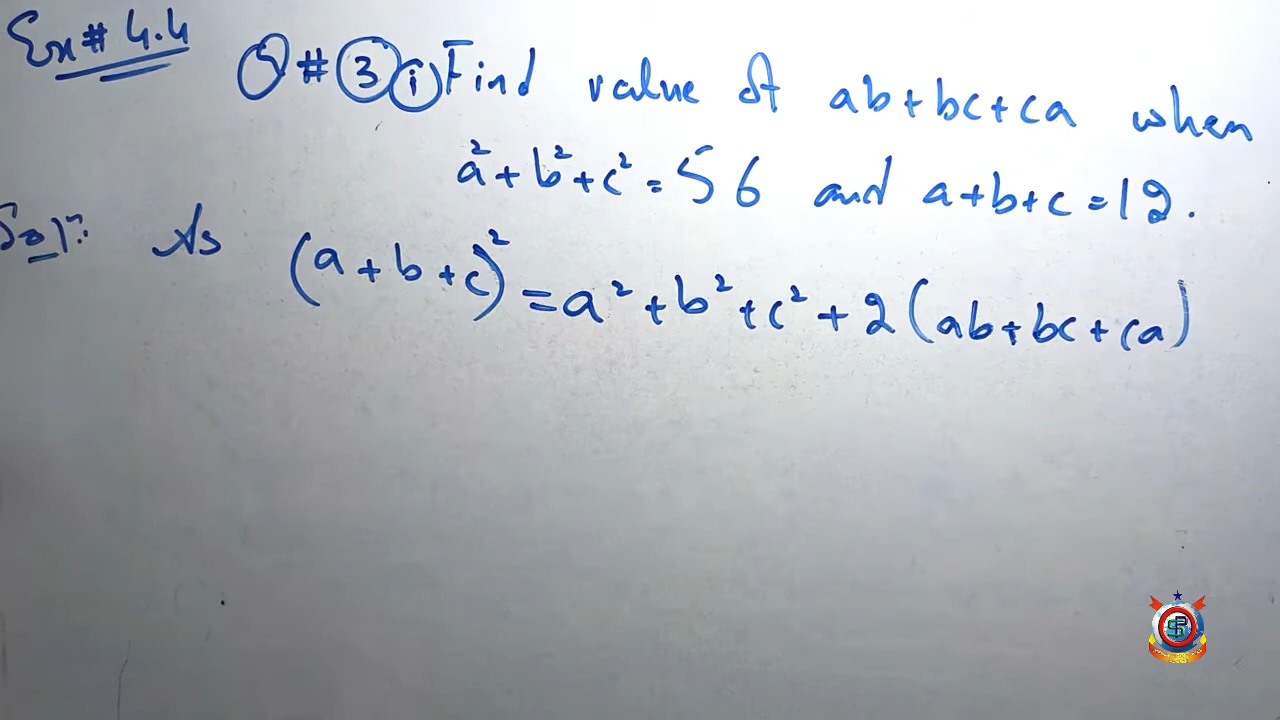 Ex# 4.4
Q # 3 i Find value of ab+bc+ca when
a²+b²+c²=56 and a+b+c=12.
Sol: As (a+b+c)²=a²+b²+c²+2(ab+bc+ca)